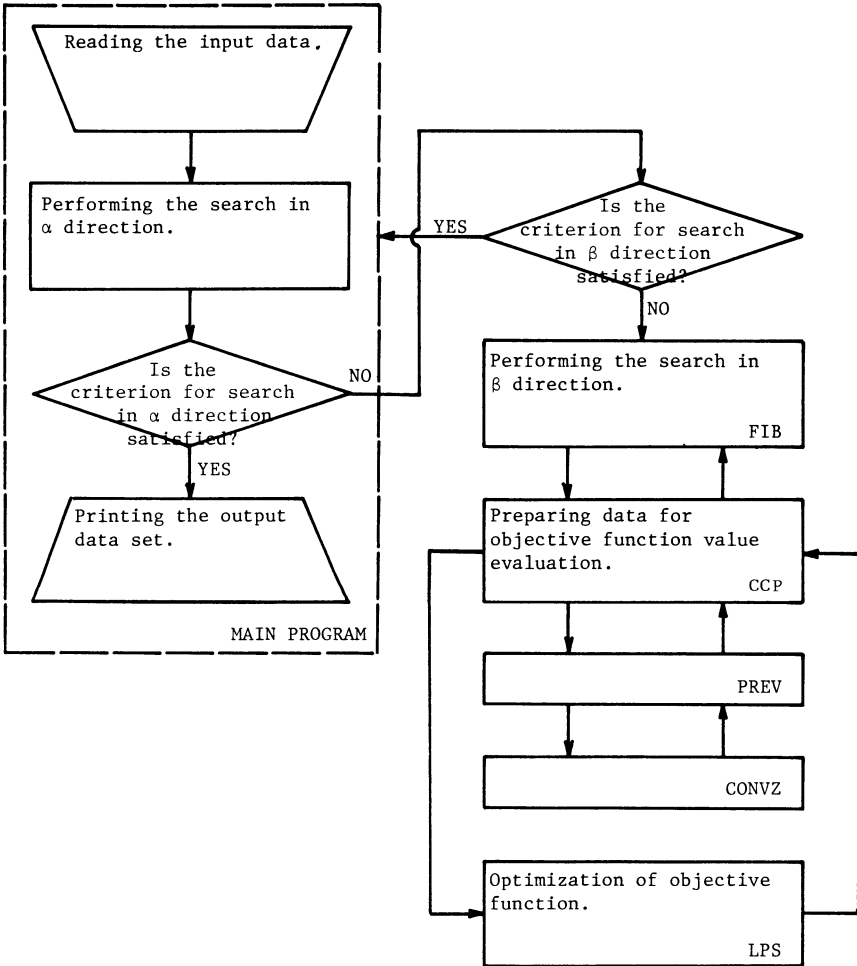 Reading the input data.
Performing the search in
α direction.
Is the
criterion for search
in α direction
satisfied?
NO
YES
Printing the output
data set.
MAIN PROGRAM
Is the
criterion for search
in β direction
satisfied?
YES
NO
Performing the search in
β direction.
FIB
Preparing data for
objective function value
evaluation.
CCP
PREV
CONVZ
Optimization of objective
function.
LPS